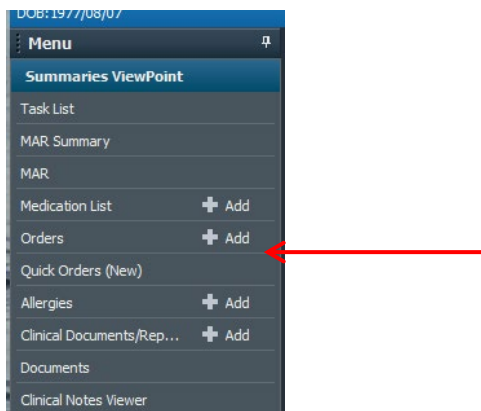 DOB:1977/08/07
Menu
Summaries ViewPoint
Task List
MAR Summary
MAR
Medication List + Add
Orders + Add
Quick Orders (New)
Allergies + Add
Clinical Documents/Rep... + Add
Documents
Clinical Notes Viewer